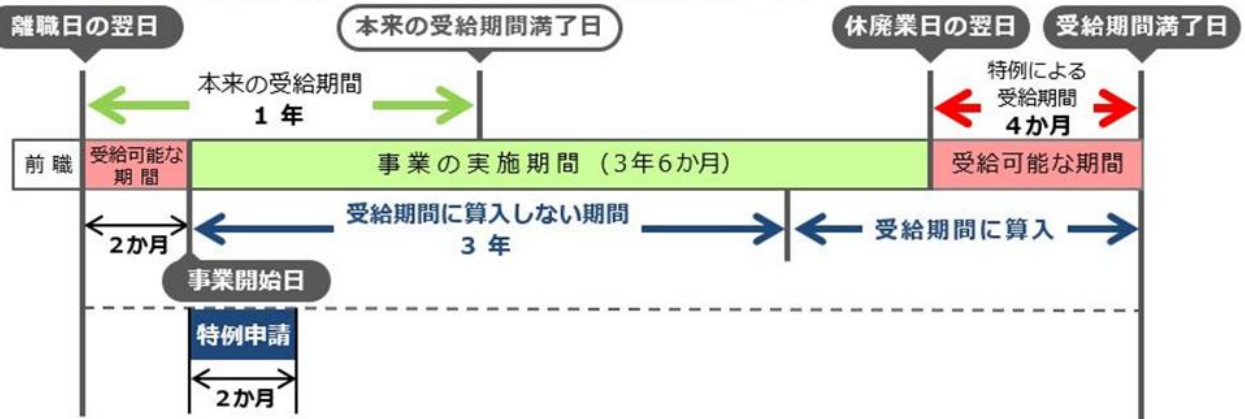 離職日の翌日
本来の受給期間満了日
休廃業日の翌日
受給期間満了日
本来の受給期間
1 年
特例による
受給期間
4か月
前職
受給可能な
期間
事業の実施期間 (3年6か月)
受給可能な期間
2か月
受給期間に算入しない期間
3 年
受給期間に算入
事業開始日
特例申請
2か月